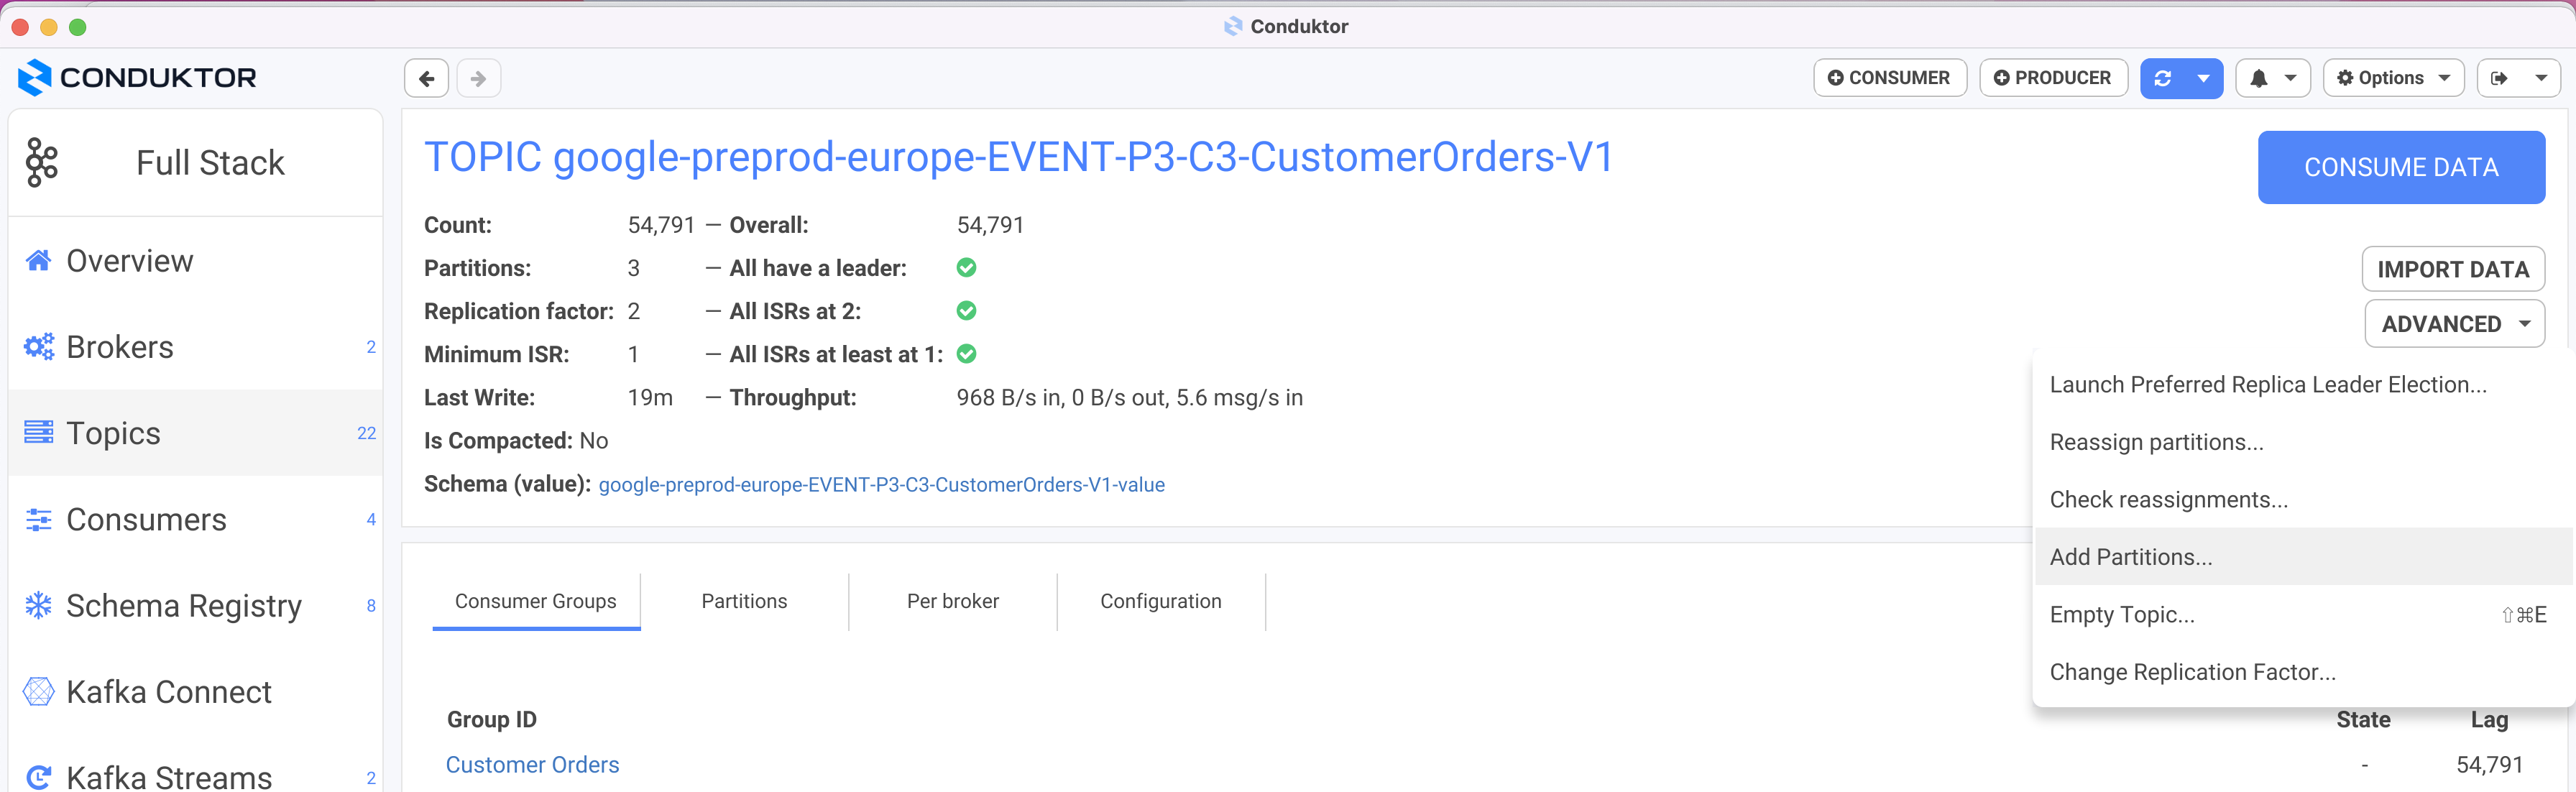 Conduktor
CONDUKTOR
CONSUMER
PRODUCER
Options
Full Stack
Overview
Brokers 2
Topics 22
Consumers 4
Schema Registry 8
Kafka Connect
Kafka Streams 2
TOPIC google-preprod-europe-EVENT-P3-C3-CustomerOrders-V1
CONSUME DATA
Count: 54,791 — Overall: 54,791
Partitions: 3 — All have a leader:
Replication factor: 2 — All ISRs at 2:
Minimum ISR: 1 — All ISRs at least at 1:
Last Write: 19m — Throughput: 968 B/s in, 0 B/s out, 5.6 msg/s in
Is Compacted: No
Schema (value): google-preprod-europe-EVENT-P3-C3-CustomerOrders-V1-value
IMPORT DATA
ADVANCED
Launch Preferred Replica Leader Election...
Reassign partitions...
Check reassignments...
Add Partitions...
Empty Topic... ⇧⌘E
Change Replication Factor...
Consumer Groups Partitions Per broker Configuration
Group ID State Lag
Customer Orders - 54,791